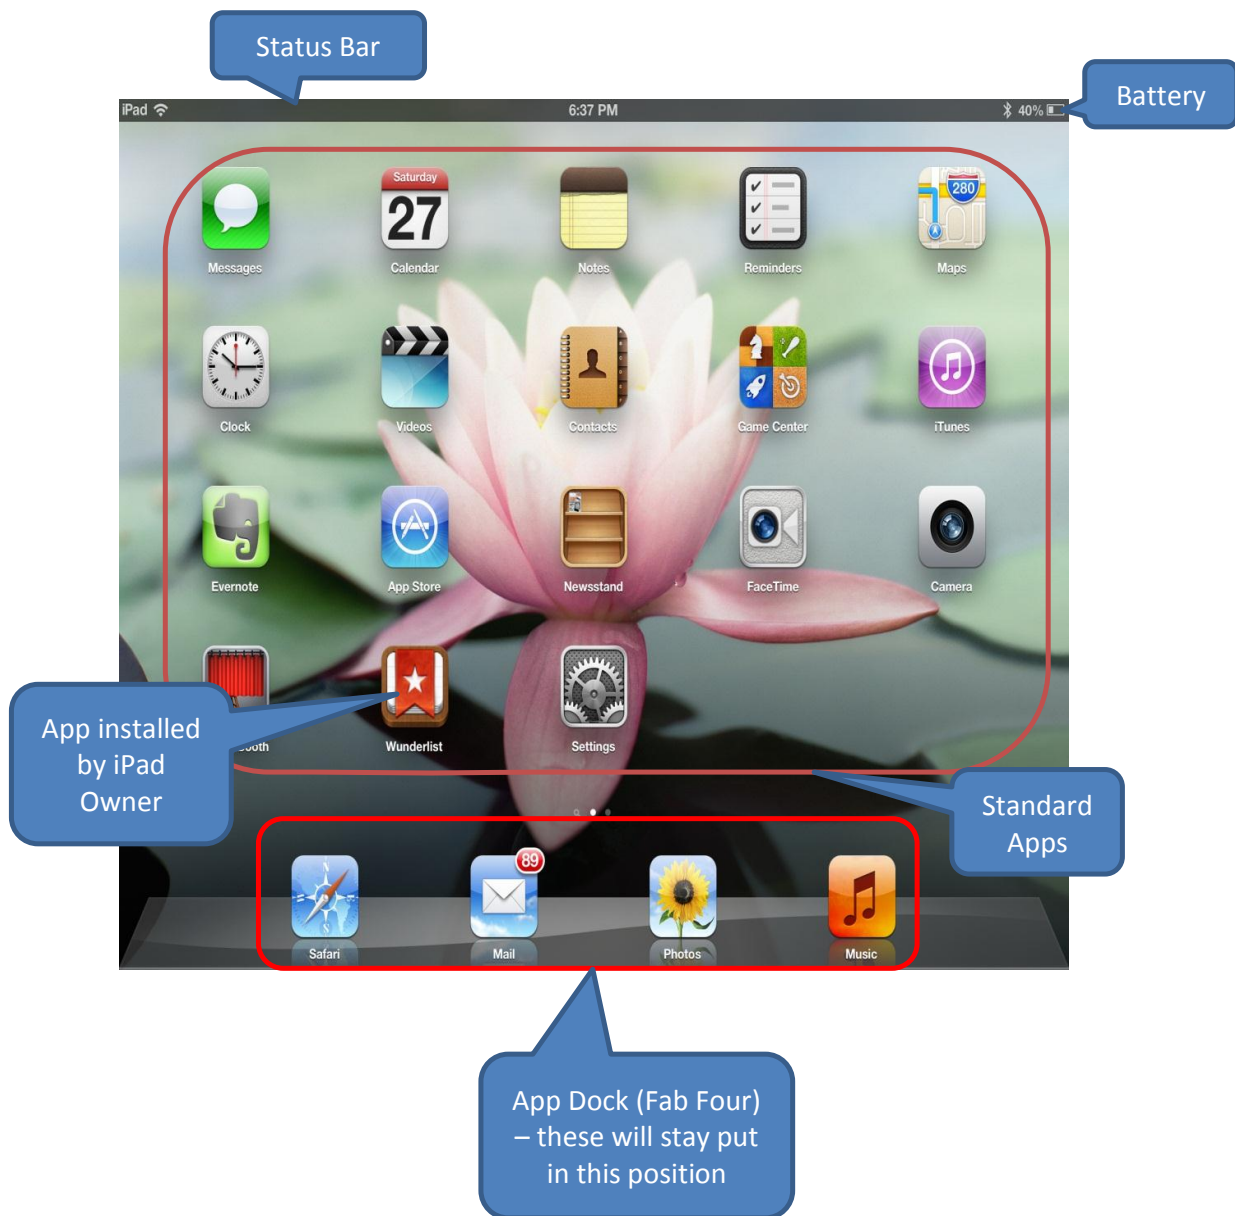 Status Bar
Battery
iPad 6:37 PM 40%
Saturday
27
280
Messages Calendar Notes Reminders Maps
Clock Videos Contacts Game Center iTunes
Evernote App Store Newsstand FaceTime Camera
App installed
by iPad
Owner
ooth Wunderlist Settings
Standard
Apps
89
N
S
Safari Mail Photos Music
App Dock (Fab Four)
– these will stay put
in this position